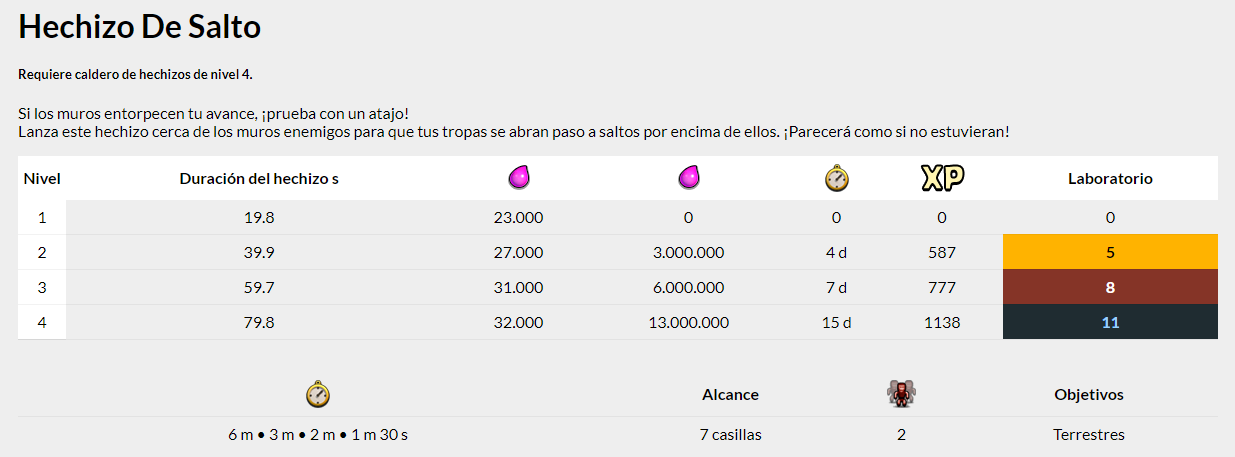 Hechizo De Salto
Requiere caldero de hechizos de nivel 4.
Si los muros entorpecen tu avance, ¡prueba con un atajo!
Lanza este hechizo cerca de los muros enemigos para que tus tropas se abran paso a saltos por encima de ellos. ¡Parecerá como si no estuvieran!
Nivel Duración del hechizo s XP Laboratorio
1 19.8 23.000 0 0 0 0
2 39.9 27.000 3.000.000 4 d 587 5
3 59.7 31.000 6.000.000 7 d 777 8
4 79.8 32.000 13.000.000 15 d 1138 11
Alcance Objetivos
6 m • 3 m • 2 m • 1 m 30 s 7 casillas 2 Terrestres